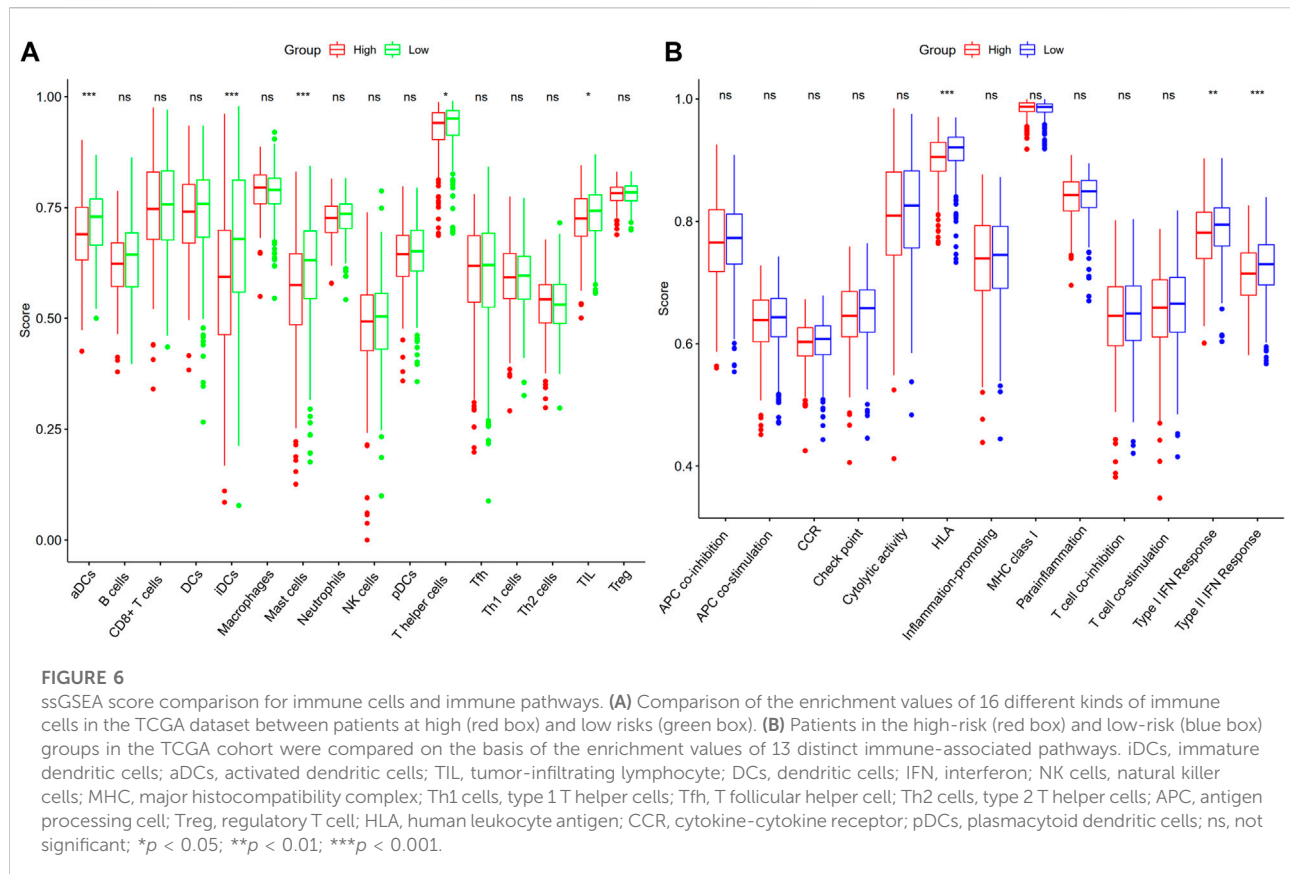 A
Group High Low
1.00
0.75
0.50
0.25
0.00
Score
*** ns ns ns *** ns *** ns ns ns * ns ns ns * ns
aDCs
B cells
CD8+ T cells
DCs
iDCs
Macrophages
Mast cells
Neutrophils
NK cells
pDCs
T helper cells
Tfh
Th1 cells
Th2 cells
TIL
Treg
B
Group High Low
1.0
0.8
0.6
0.4
Score
ns ns ns ns ns *** ns ns ns ns ns ** ***
APC co-inhibition
APC co-stimulation
CCR
Check point
Cytolytic activity
HLA
Inflammation-promoting
MHC class I
Parainflammation
T cell co-inhibition
T cell co-stimulation
Type I IFN Response
Type II IFN Response
FIGURE 6
ssGSEA score comparison for immune cells and immune pathways. (A) Comparison of the enrichment values of 16 different kinds of immune
cells in the TCGA dataset between patients at high (red box) and low risks (green box). (B) Patients in the high-risk (red box) and low-risk (blue box)
groups in the TCGA cohort were compared on the basis of the enrichment values of 13 distinct immune-associated pathways. iDCs, immature
dendritic cells; aDCs, activated dendritic cells; TIL, tumor-infiltrating lymphocyte; DCs, dendritic cells; IFN, interferon; NK cells, natural killer
cells; MHC, major histocompatibility complex; Th1 cells, type 1 T helper cells; Tfh, T follicular helper cell; Th2 cells, type 2 T helper cells; APC, antigen
processing cell; Treg, regulatory T cell; HLA, human leukocyte antigen; CCR, cytokine-cytokine receptor; pDCs, plasmacytoid dendritic cells; ns, not
significant; *p < 0.05; **p < 0.01; ***p < 0.001.